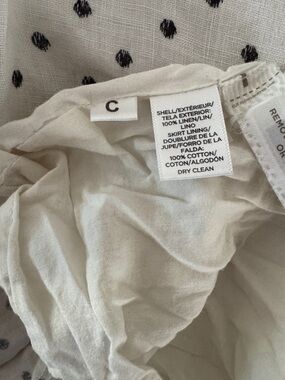 C
SHELL/EXTÉRIEUR/
TELA EXTERIOR:
100% LINEN/LIN/
LINO
SKIRT LINING/
DOUBLURE DE LA
JUPE/FORRO DE LA
FALDA:
100% COTTON/
COTON/ALGODÓN
DRY CLEAN